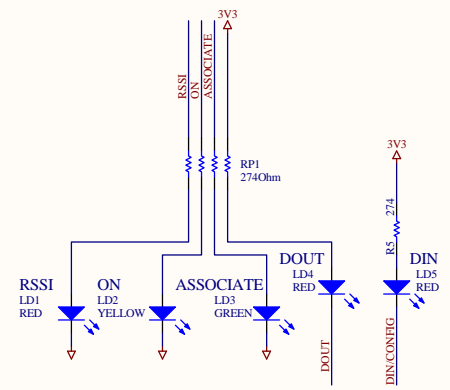 3V3
RSSI
ON
ASSOCIATE
RP1
274Ohm
3V3
274
R5
RSSI
LD1
RED
ON
LD2
YELLOW
ASSOCIATE
LD3
GREEN
DOUT
LD4
RED
DIN
LD5
RED
DOUT
DIN/CONFIG